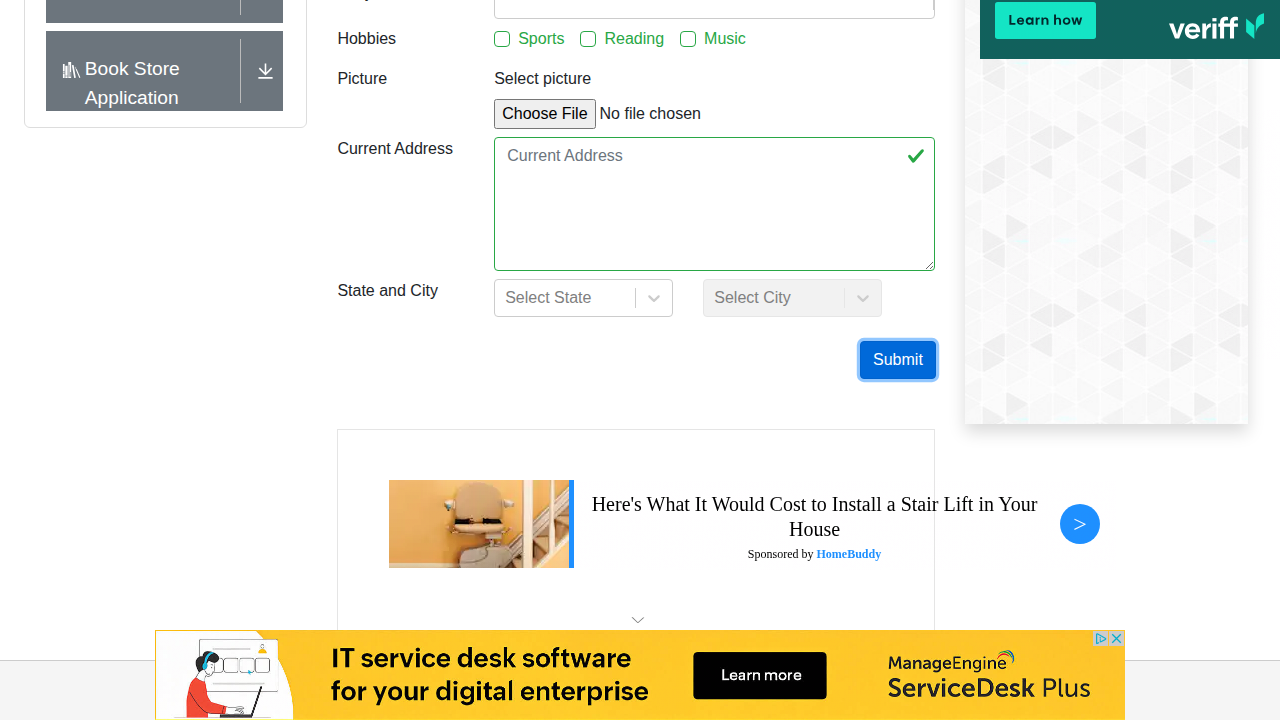 Learn how
veriff
Book Store
Application
Hobbies
Sports
Reading
Music
Picture
Select picture
Choose File
No file chosen
Current Address
Current Address
State and City
Select State
Select City
Submit
Here's What It Would Cost to Install a Stair Lift in Your
House
Sponsored by HomeBuddy
>
IT service desk software
for your digital enterprise
Learn more
ManageEngine
ServiceDesk Plus